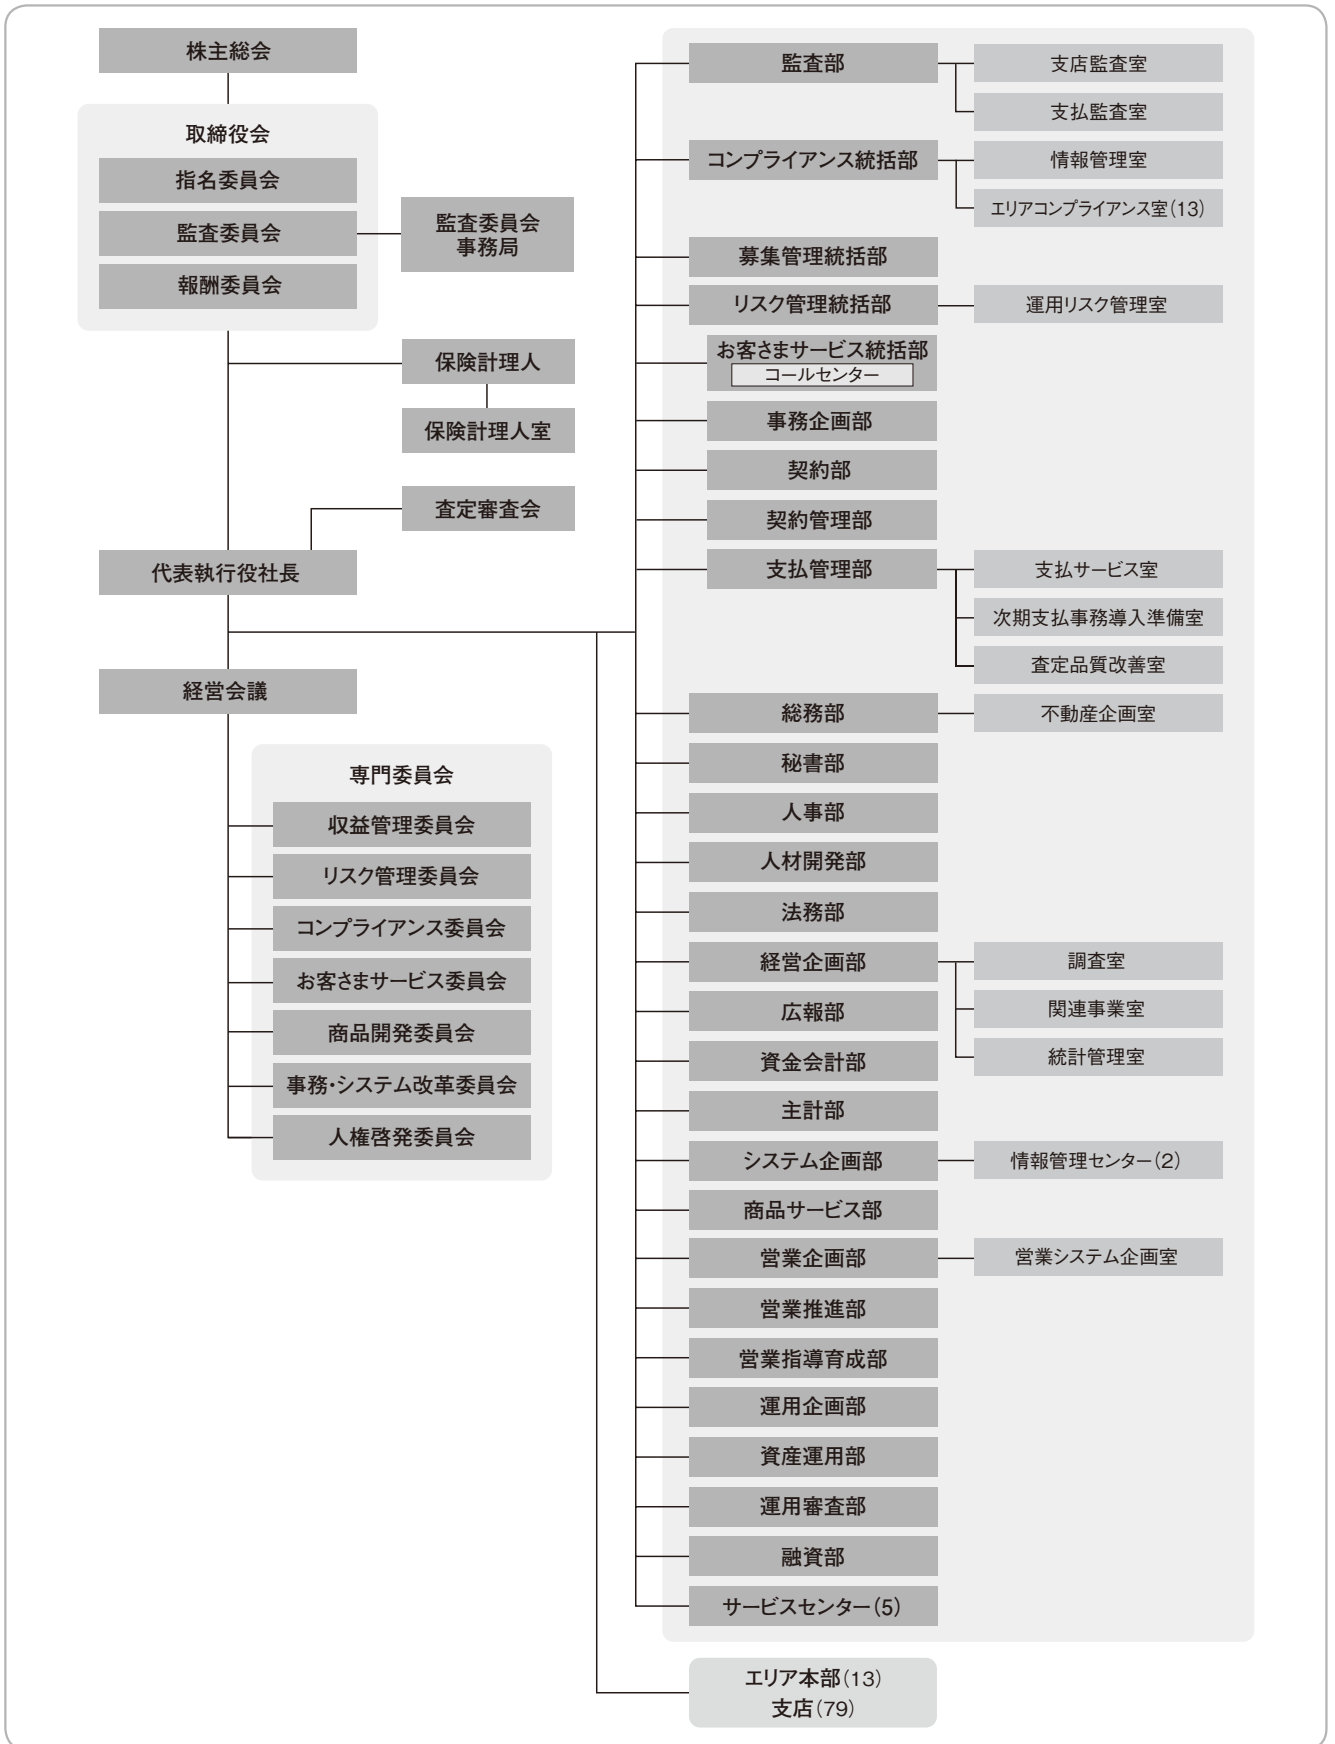 株主総会
取締役会
指名委員会
監査委員会
報酬委員会
監査委員会
事務局
保険計理人
保険計理人室
査定審査会
代表執行役社長
経営会議
専門委員会
収益管理委員会
リスク管理委員会
コンプライアンス委員会
お客さまサービス委員会
商品開発委員会
事務・システム改革委員会
人権啓発委員会
監査部
支店監査室
支払監査室
コンプライアンス統括部
情報管理室
エリアコンプライアンス室(13)
募集管理統括部
リスク管理統括部
運用リスク管理室
お客さまサービス統括部
コールセンター
事務企画部
契約部
契約管理部
支払管理部
支払サービス室
次期支払事務導入準備室
査定品質改善室
総務部
不動産企画室
秘書部
人事部
人材開発部
法務部
経営企画部
調査室
関連事業室
統計管理室
広報部
資金会計部
主計部
システム企画部
情報管理センター(2)
商品サービス部
営業企画部
営業システム企画室
営業推進部
営業指導育成部
運用企画部
資産運用部
運用審査部
融資部
サービスセンター(5)
エリア本部(13)
支店(79)